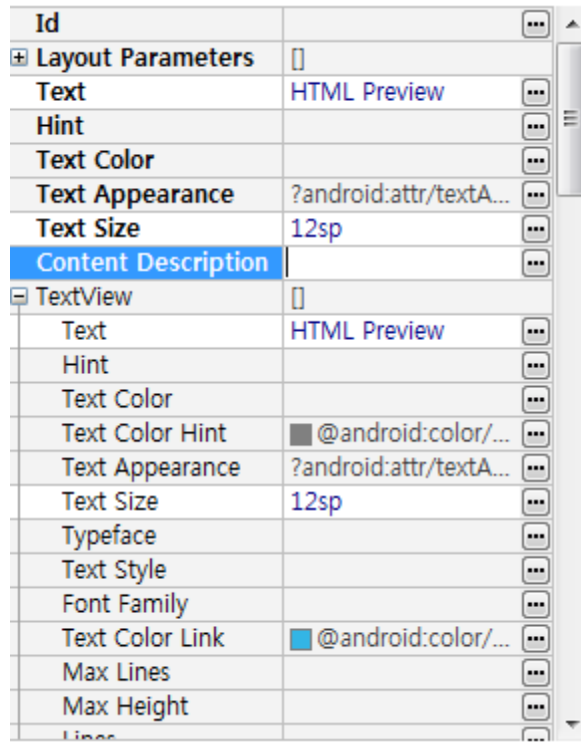 Id
Layout Parameters []
Text HTML Preview
Hint
Text Color
Text Appearance ?android:attr/textA...
Text Size 12sp
Content Description
TextView []
Text HTML Preview
Hint
Text Color
Text Color Hint @android:color/...
Text Appearance ?android:attr/textA...
Text Size 12sp
Typeface
Text Style
Font Family
Text Color Link @android:color/...
Max Lines
Max Height
Lines